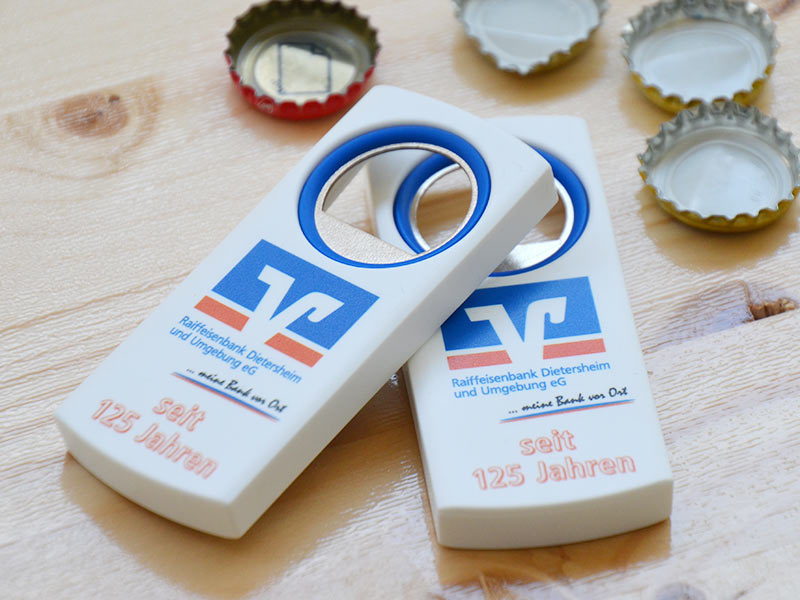 Raiffeisenbank Dietersheim
und Umgebung eG
... meine Bank vor Ort
seit
125 Jahren
Raiffeisenbank Dietersheim
und Umgebung eG
... meine Bank vor Ort
seit
125 Jahren